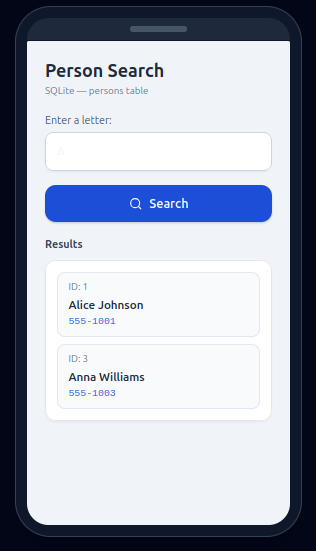 Person Search
SQLite — persons table
Enter a letter:
A
Search
Results
ID: 1
Alice Johnson
555-1001
ID: 3
Anna Williams
555-1003